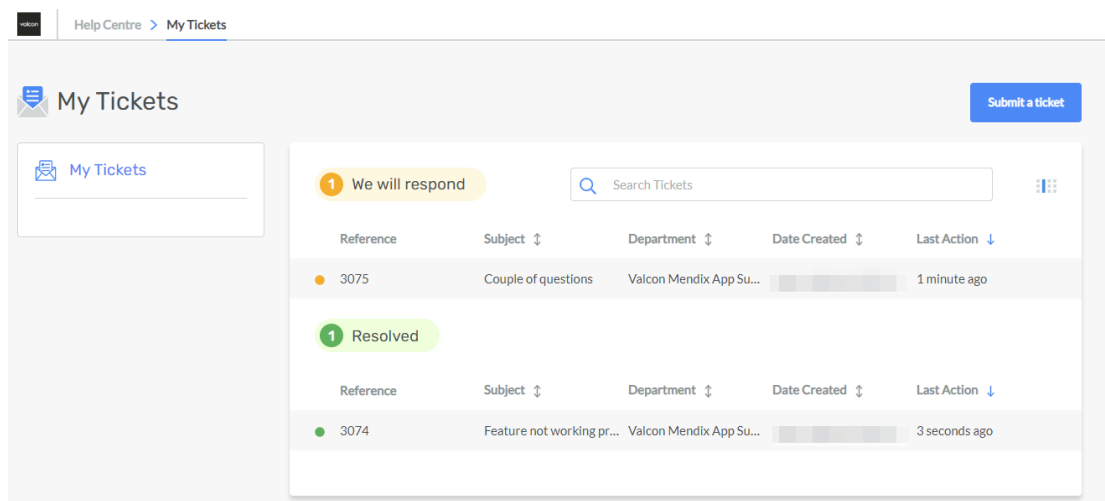 valcon
Help Centre > My Tickets
My Tickets
Submit a ticket
My Tickets
1 We will respond
Search Tickets
Reference Subject Department Date Created Last Action
3075 Couple of questions Valcon Mendix App Su... 1 minute ago
1 Resolved
Reference Subject Department Date Created Last Action
3074 Feature not working pr... Valcon Mendix App Su... 3 seconds ago